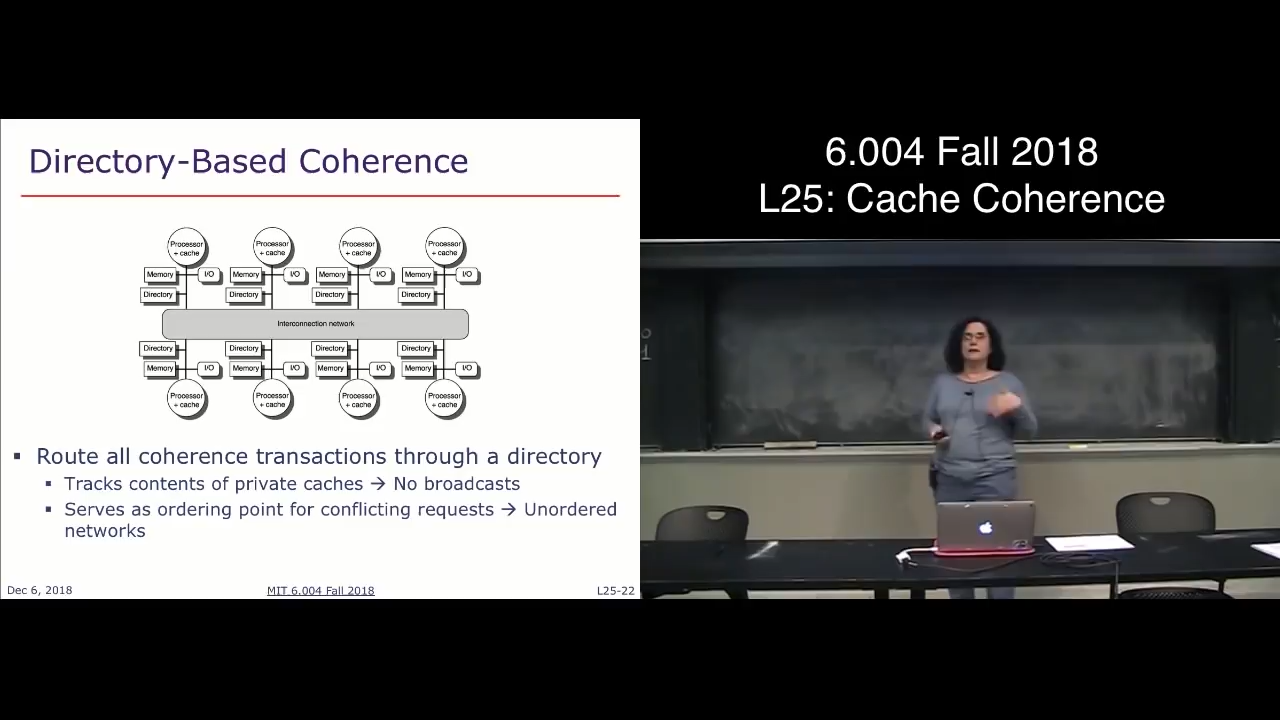 Directory-Based Coherence
Processor + cache
Processor + cache
Processor + cache
Processor + cache
Memory I/O Memory I/O Memory I/O Memory I/O
Directory Directory Directory Directory
Interconnection network
Directory Directory Directory Directory
Memory I/O Memory I/O Memory I/O Memory I/O
Processor + cache
Processor + cache
Processor + cache
Processor + cache
▪ Route all coherence transactions through a directory
▪ Tracks contents of private caches → No broadcasts
▪ Serves as ordering point for conflicting requests → Unordered
networks
Dec 6, 2018 MIT 6.004 Fall 2018 L25-22
6.004 Fall 2018
L25: Cache Coherence